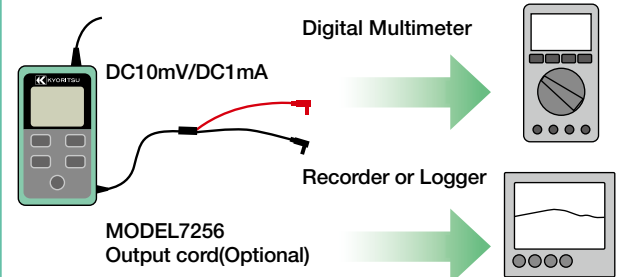 Digital Multimeter
KYORITSU
DC10mV/DC1mA
Recorder or Logger
MODEL7256
Output cord(Optional)